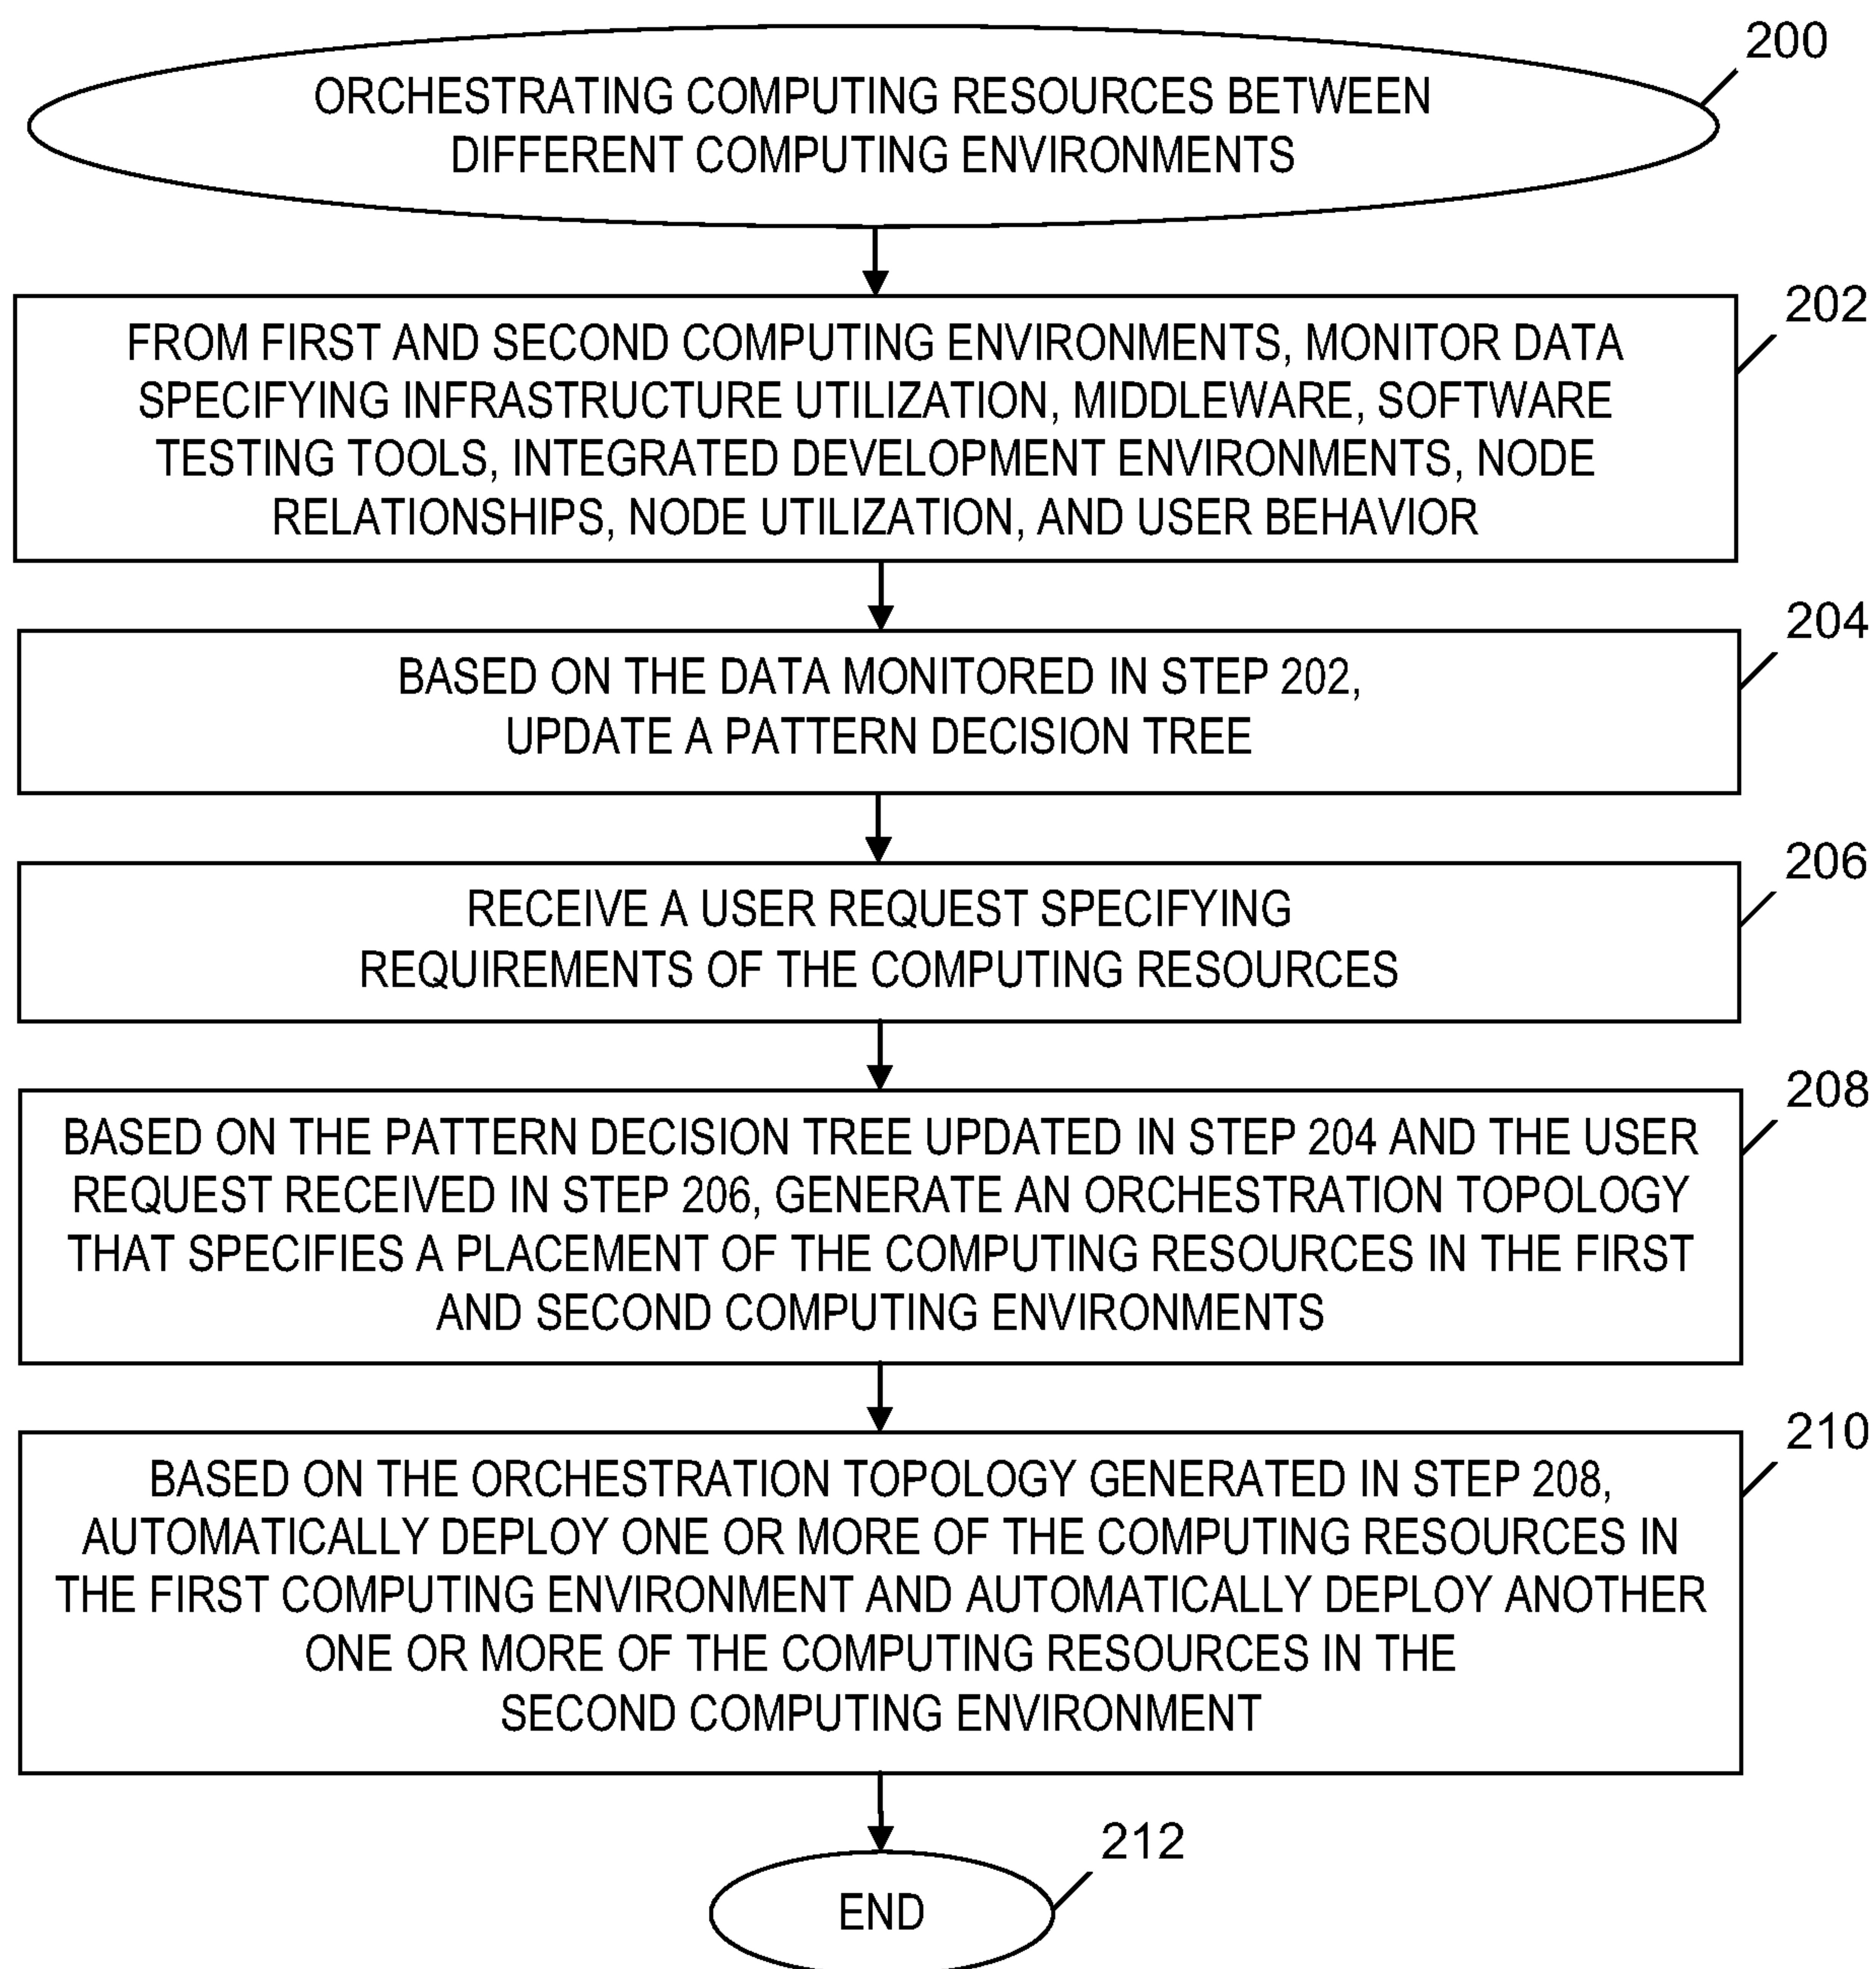 200
ORCHESTRATING COMPUTING RESOURCES BETWEEN
DIFFERENT COMPUTING ENVIRONMENTS
202
FROM FIRST AND SECOND COMPUTING ENVIRONMENTS, MONITOR DATA
SPECIFYING INFRASTRUCTURE UTILIZATION, MIDDLEWARE, SOFTWARE
TESTING TOOLS, INTEGRATED DEVELOPMENT ENVIRONMENTS, NODE
RELATIONSHIPS, NODE UTILIZATION, AND USER BEHAVIOR
204
BASED ON THE DATA MONITORED IN STEP 202,
UPDATE A PATTERN DECISION TREE
206
RECEIVE A USER REQUEST SPECIFYING
REQUIREMENTS OF THE COMPUTING RESOURCES
208
BASED ON THE PATTERN DECISION TREE UPDATED IN STEP 204 AND THE USER
REQUEST RECEIVED IN STEP 206, GENERATE AN ORCHESTRATION TOPOLOGY
THAT SPECIFIES A PLACEMENT OF THE COMPUTING RESOURCES IN THE FIRST
AND SECOND COMPUTING ENVIRONMENTS
210
BASED ON THE ORCHESTRATION TOPOLOGY GENERATED IN STEP 208,
AUTOMATICALLY DEPLOY ONE OR MORE OF THE COMPUTING RESOURCES IN
THE FIRST COMPUTING ENVIRONMENT AND AUTOMATICALLY DEPLOY ANOTHER
ONE OR MORE OF THE COMPUTING RESOURCES IN THE
SECOND COMPUTING ENVIRONMENT
212
END